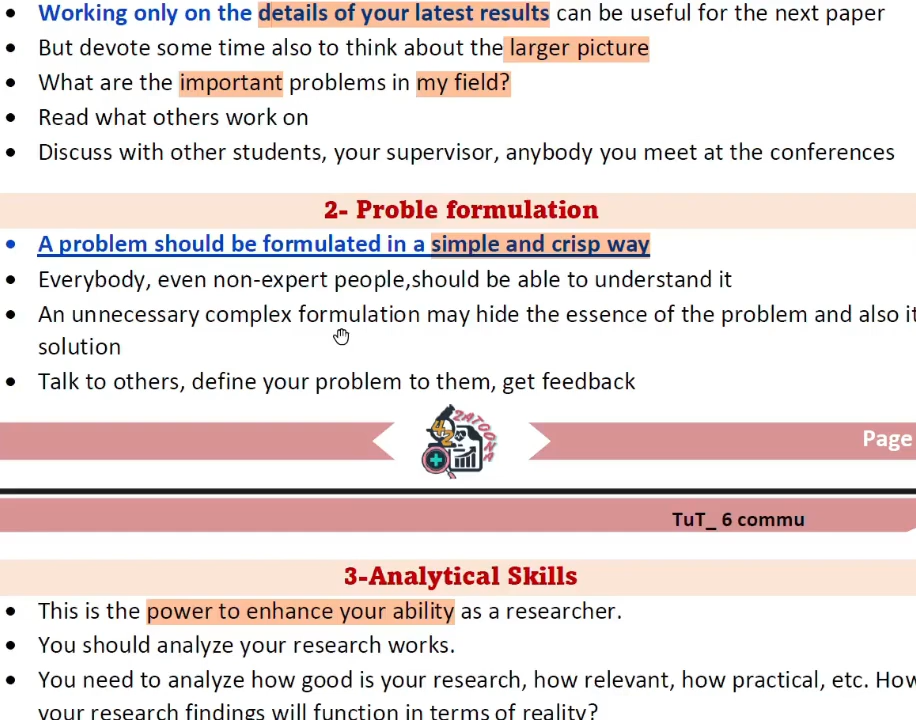 Working only on the details of your latest results can be useful for the next paper
But devote some time also to think about the larger picture
What are the important problems in my field?
Read what others work on
Discuss with other students, your supervisor, anybody you meet at the conferences
2- Proble formulation
A problem should be formulated in a simple and crisp way
Everybody, even non-expert people,should be able to understand it
An unnecessary complex formulation may hide the essence of the problem and also it
solution
Talk to others, define your problem to them, get feedback
42
2ATOONA
Page
TuT_ 6 commu
3-Analytical Skills
This is the power to enhance your ability as a researcher.
You should analyze your research works.
You need to analyze how good is your research, how relevant, how practical, etc. How
your research findings will function in terms of reality?